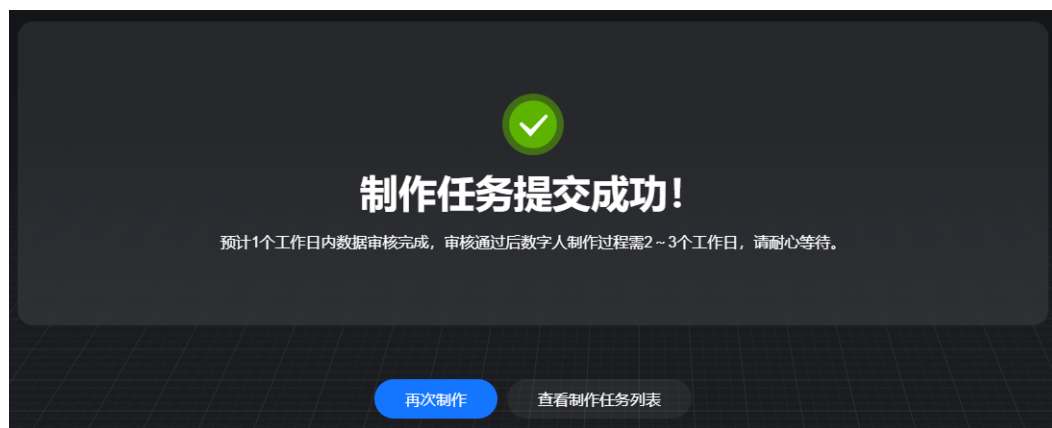 制作任务提交成功！
预计1个工作日内数据审核完成，审核通过后数字人制作过程需2~3个工作日，请耐心等待。
再次制作
查看制作任务列表